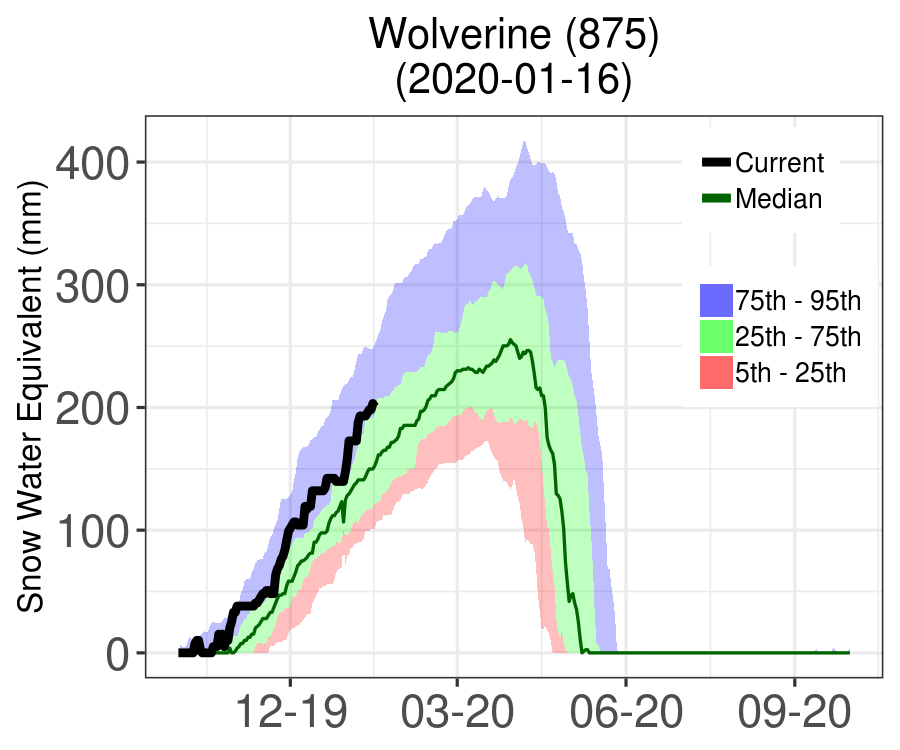 Wolverine (875)
(2020-01-16)
Snow Water Equivalent (mm)
400
300
200
100
0
12-19
03-20
06-20
09-20
Current
Median
75th - 95th
25th - 75th
5th - 25th